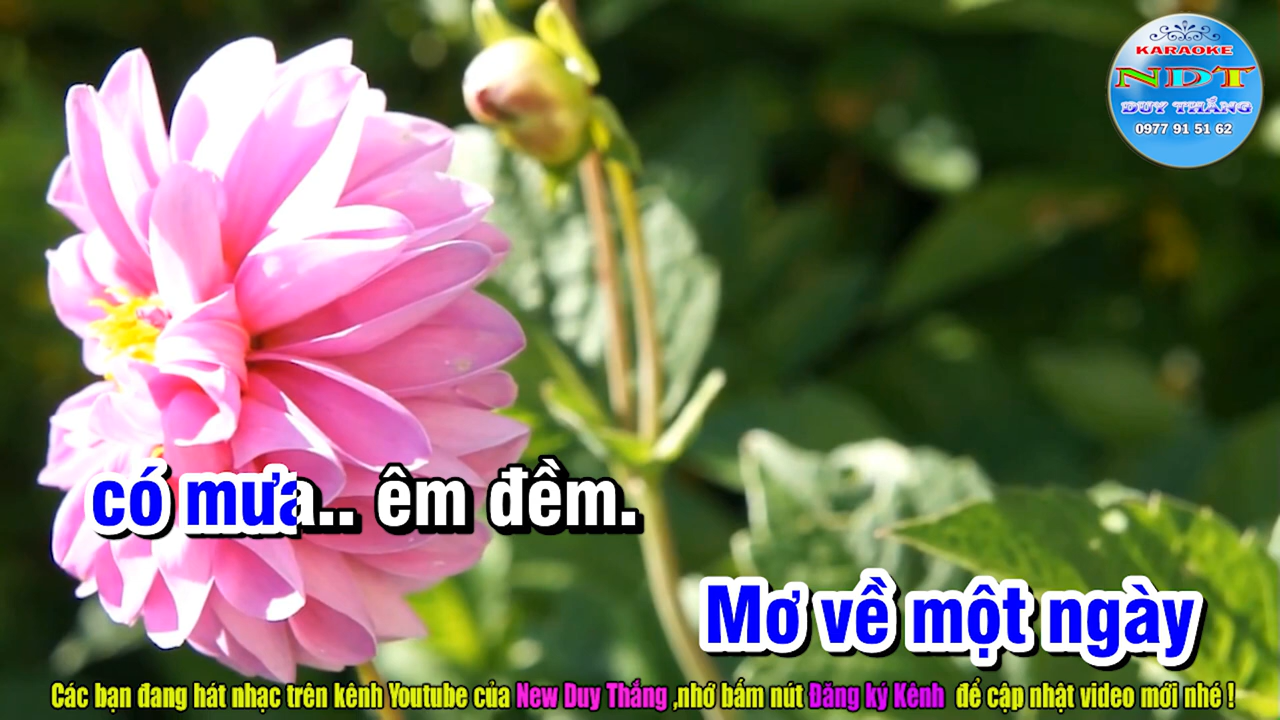 KARAOKE
NDT
DUY THẮNG
0977 91 51 62
có mưa.. êm đềm.
Mơ về một ngày
Các bạn đang hát nhạc trên kênh Youtube của New Duy Thắng ,nhớ bấm nút Đăng ký Kênh để cập nhật video mới nhé !